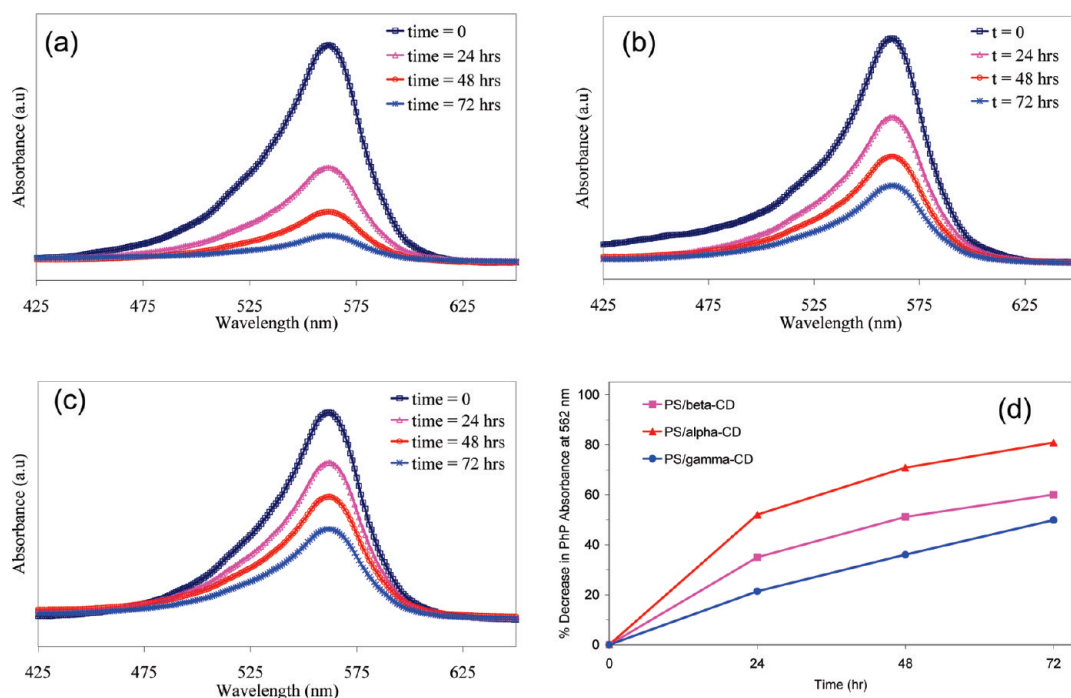 (a)
time = 0
time = 24 hrs
time = 48 hrs
time = 72 hrs
Absorbance (a.u)
425 475 525 575 625
Wavelength (nm)
(b)
t = 0
t = 24 hrs
t = 48 hrs
t = 72 hrs
Absorbance (a.u)
425 475 525 575 625
Wavelength (nm)
(c)
time = 0
time = 24 hrs
time = 48 hrs
time = 72 hrs
Absorbance (a.u)
425 475 525 575 625
Wavelength (nm)
(d)
PS/beta-CD
PS/alpha-CD
PS/gamma-CD
% Decrease in PhP Absorbance at 562 nm
100
80
60
40
20
0
0 24 48 72
Time (hr)